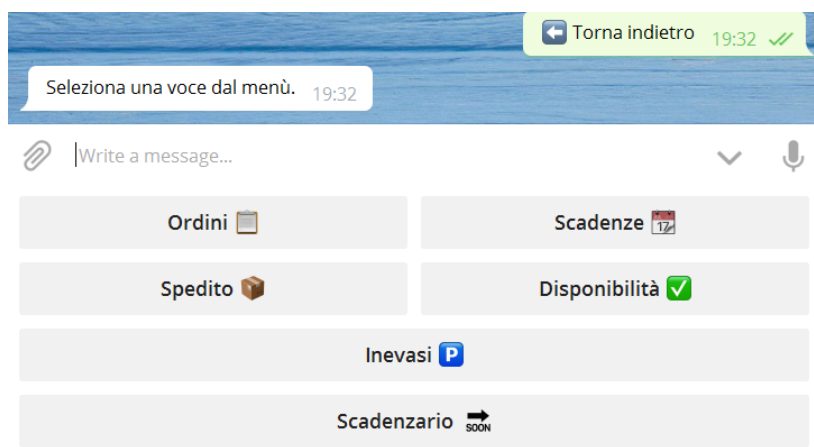 ⬅️ Torna indietro 19:32
Seleziona una voce dal menù. 19:32
Write a message...
Ordini 📋
Scadenze 📆
Spedito 📦
Disponibilità ✅
Inevasi 🅿️
Scadenzario 🔜